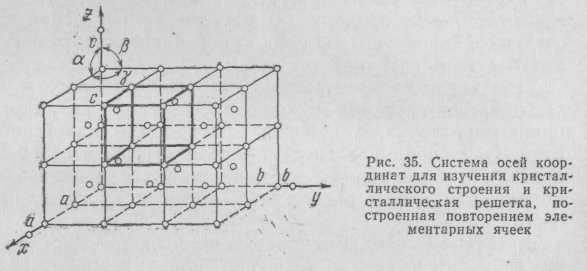 z
c
β
α
γ
c
a
b
b
y
a
x
Рис. 35. Система осей коор-
динат для изучения кристал-
лического строения и кри-
сталлическая решетка, по-
строенная повторением эле-
ментарных ячеек